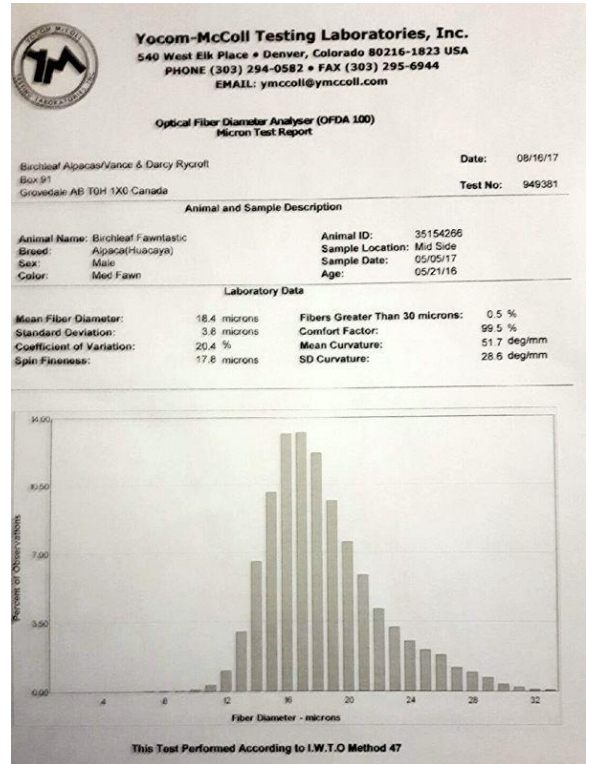 YOCOM McCOLL
YM
TESTING LABORATORIES, INC.
Yocom-McColl Testing Laboratories, Inc.
540 West Elk Place • Denver, Colorado 80216-1823 USA
PHONE (303) 294-0582 • FAX (303) 295-6944
EMAIL: ymccoll@ymccoll.com
Optical Fiber Diameter Analyser (OFDA 100)
Micron Test Report
Birchleaf Alpacas/Vance & Darcy Rycroft
Box 91
Grovedale AB T0H 1X0 Canada
Date: 08/16/17
Test No: 949381
Animal and Sample Description
Animal Name: Birchleaf Fawntastic
Breed: Alpaca(Huacaya)
Sex: Male
Color: Med Fawn
Animal ID: 35154266
Sample Location: Mid Side
Sample Date: 05/05/17
Age: 05/21/16
Laboratory Data
Mean Fiber Diameter: 18.4 microns
Standard Deviation: 3.8 microns
Coefficient of Variation: 20.4 %
Spin Fineness: 17.8 microns
Fibers Greater Than 30 microns: 0.5 %
Comfort Factor: 99.5 %
Mean Curvature: 51.7 deg/mm
SD Curvature: 28.6 deg/mm
Percent of Observations
14.00
10.50
7.00
3.50
0.00
4 8 12 16 20 24 28 32
Fiber Diameter - microns
This Test Performed According to I.W.T.O Method 47